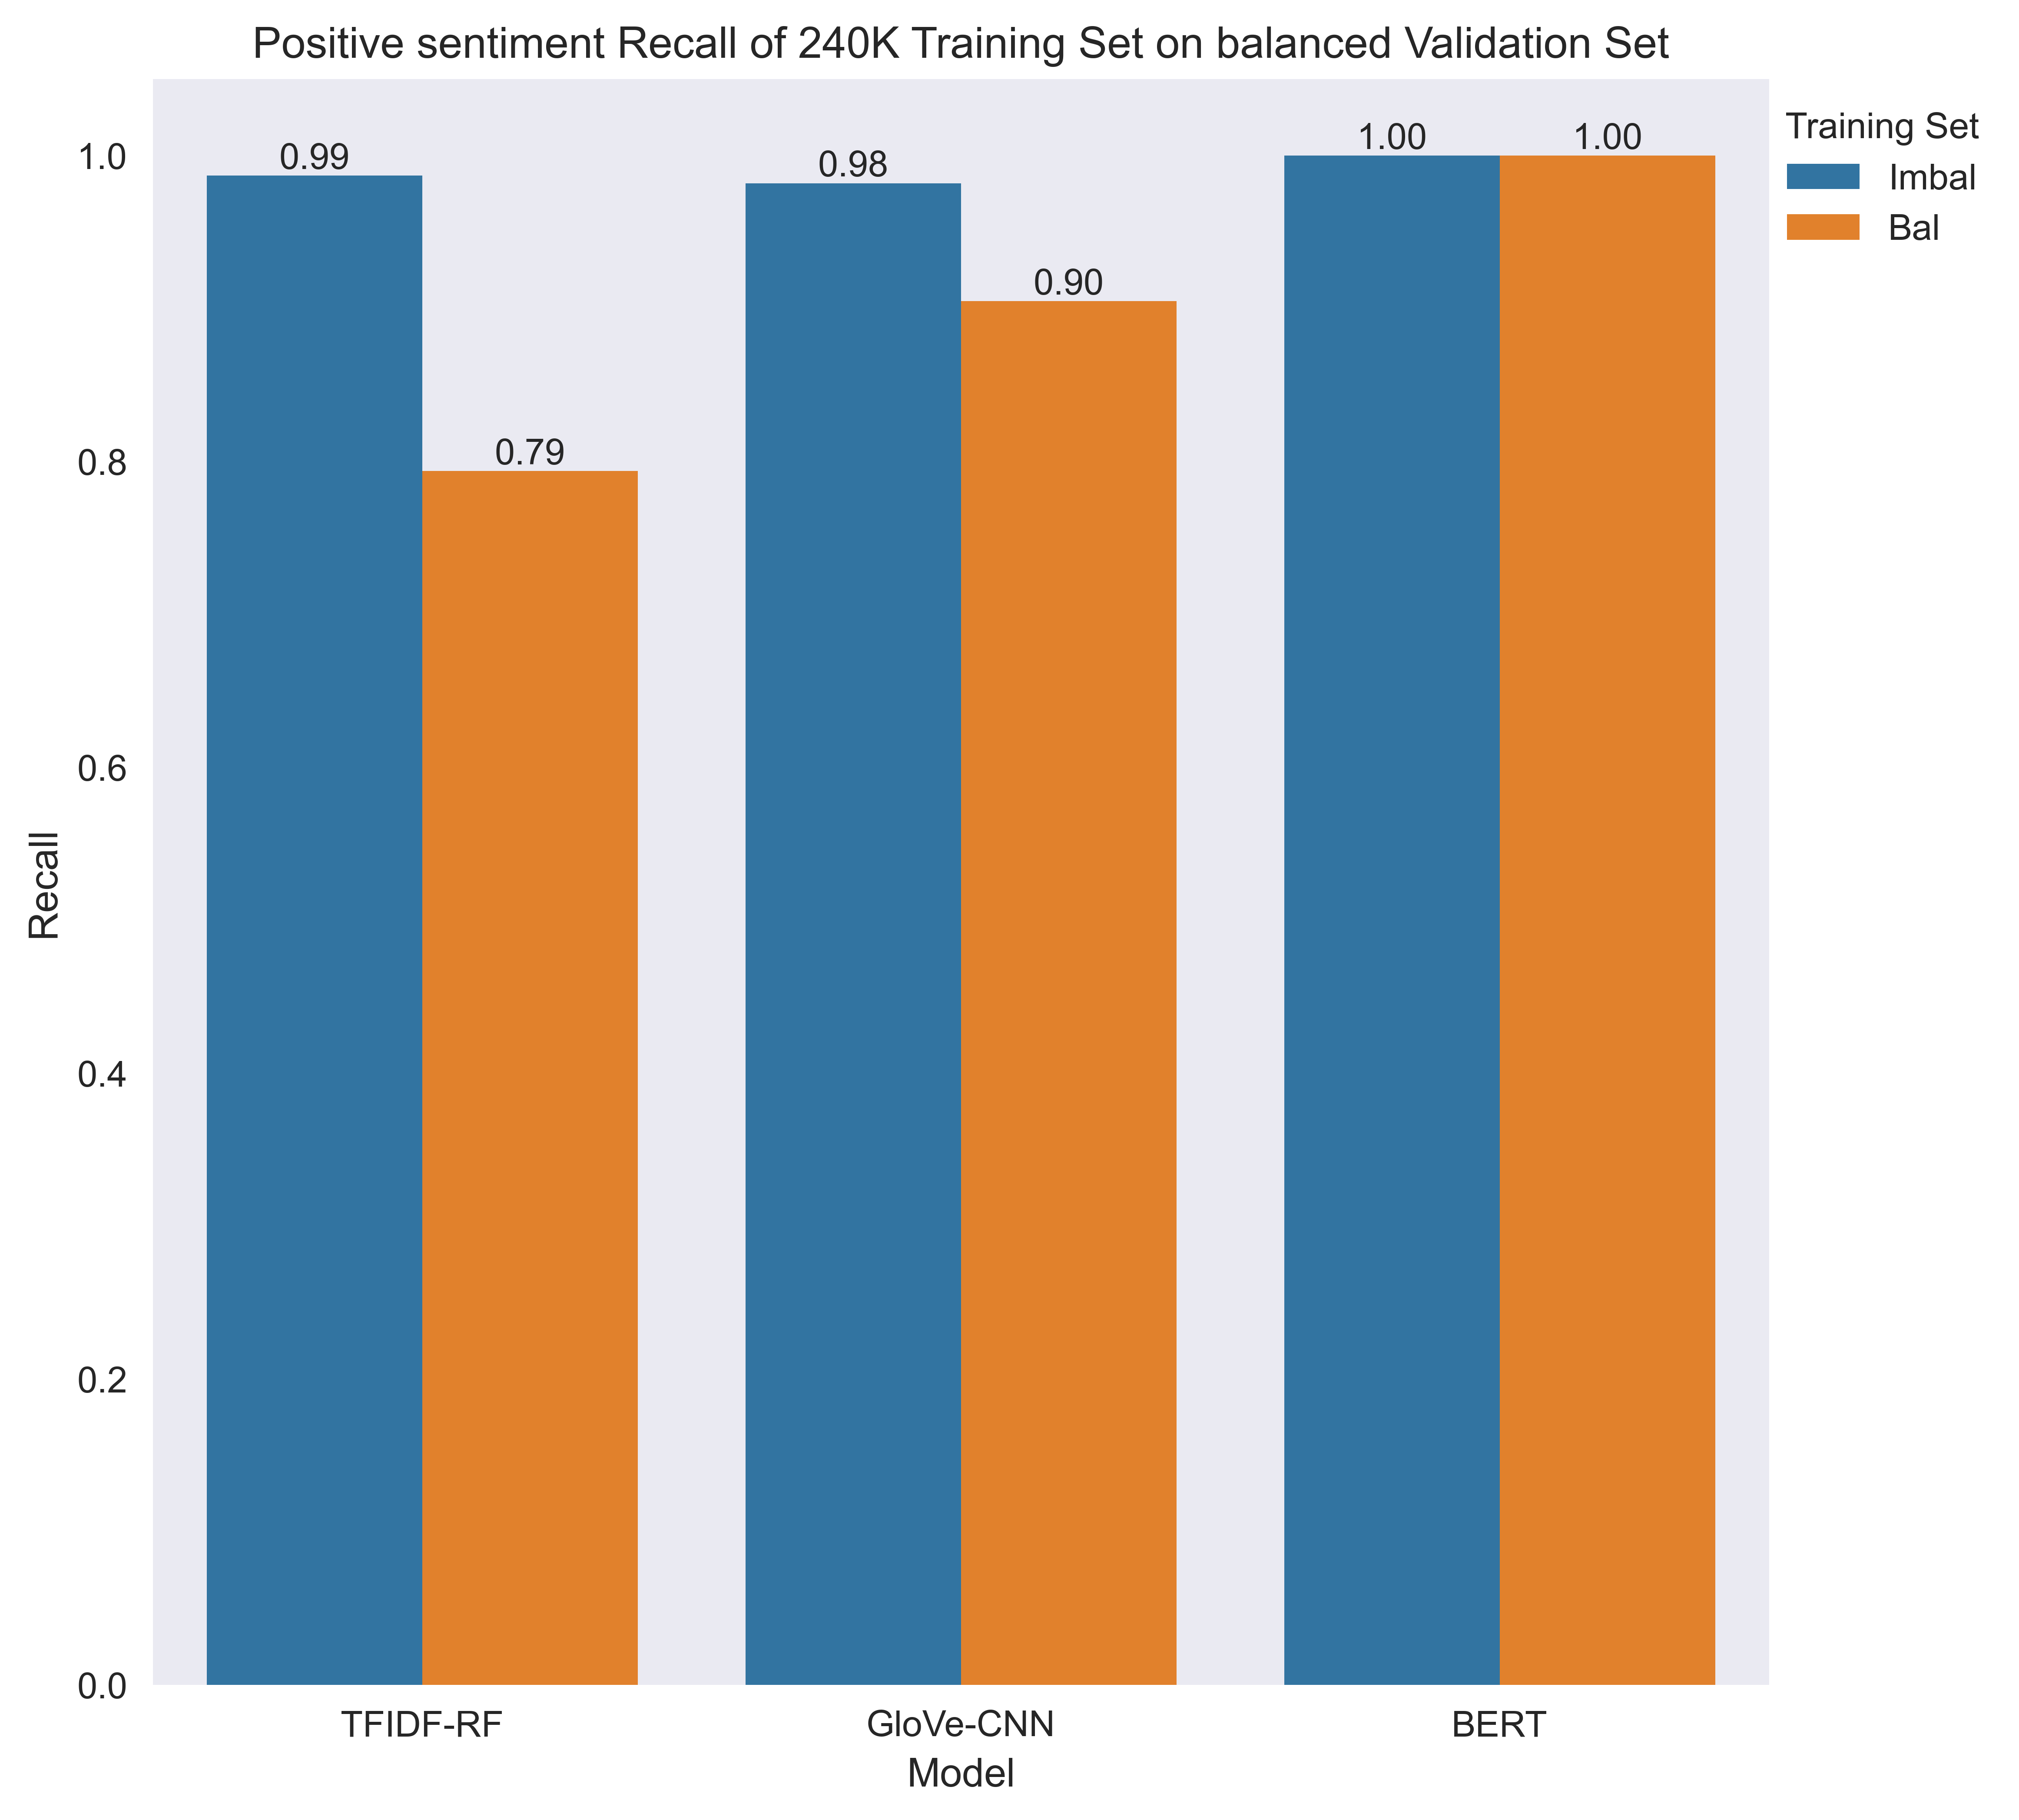 Positive sentiment Recall of 240K Training Set on balanced Validation Set
Training Set
Imbal
Bal
1.00
1.00
0.99
0.98
0.90
0.79
1.0
0.8
0.6
0.4
0.2
0.0
Recall
TFIDF-RF
GloVe-CNN
BERT
Model